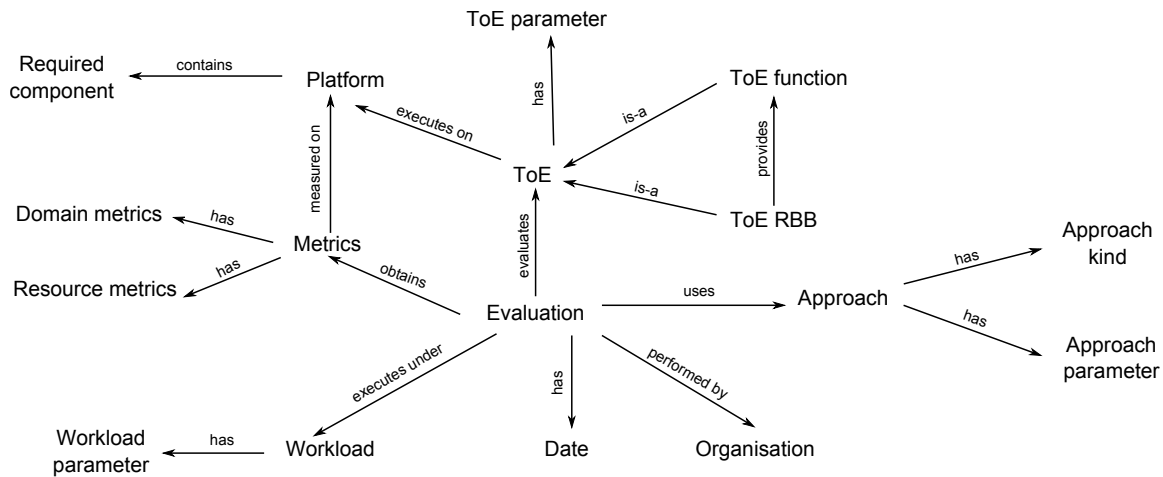 ToE parameter
Required
component
contains
Platform
ToE function
has
executes on
is-a
measured on
provides
ToE
is-a
Domain metrics
has
ToE RBB
Metrics
evaluates
Approach
kind
has
Resource metrics
has
obtains
uses
Approach
Evaluation
has
Approach
parameter
executes under
has
performed by
Workload
parameter
has
Workload
Date
Organisation